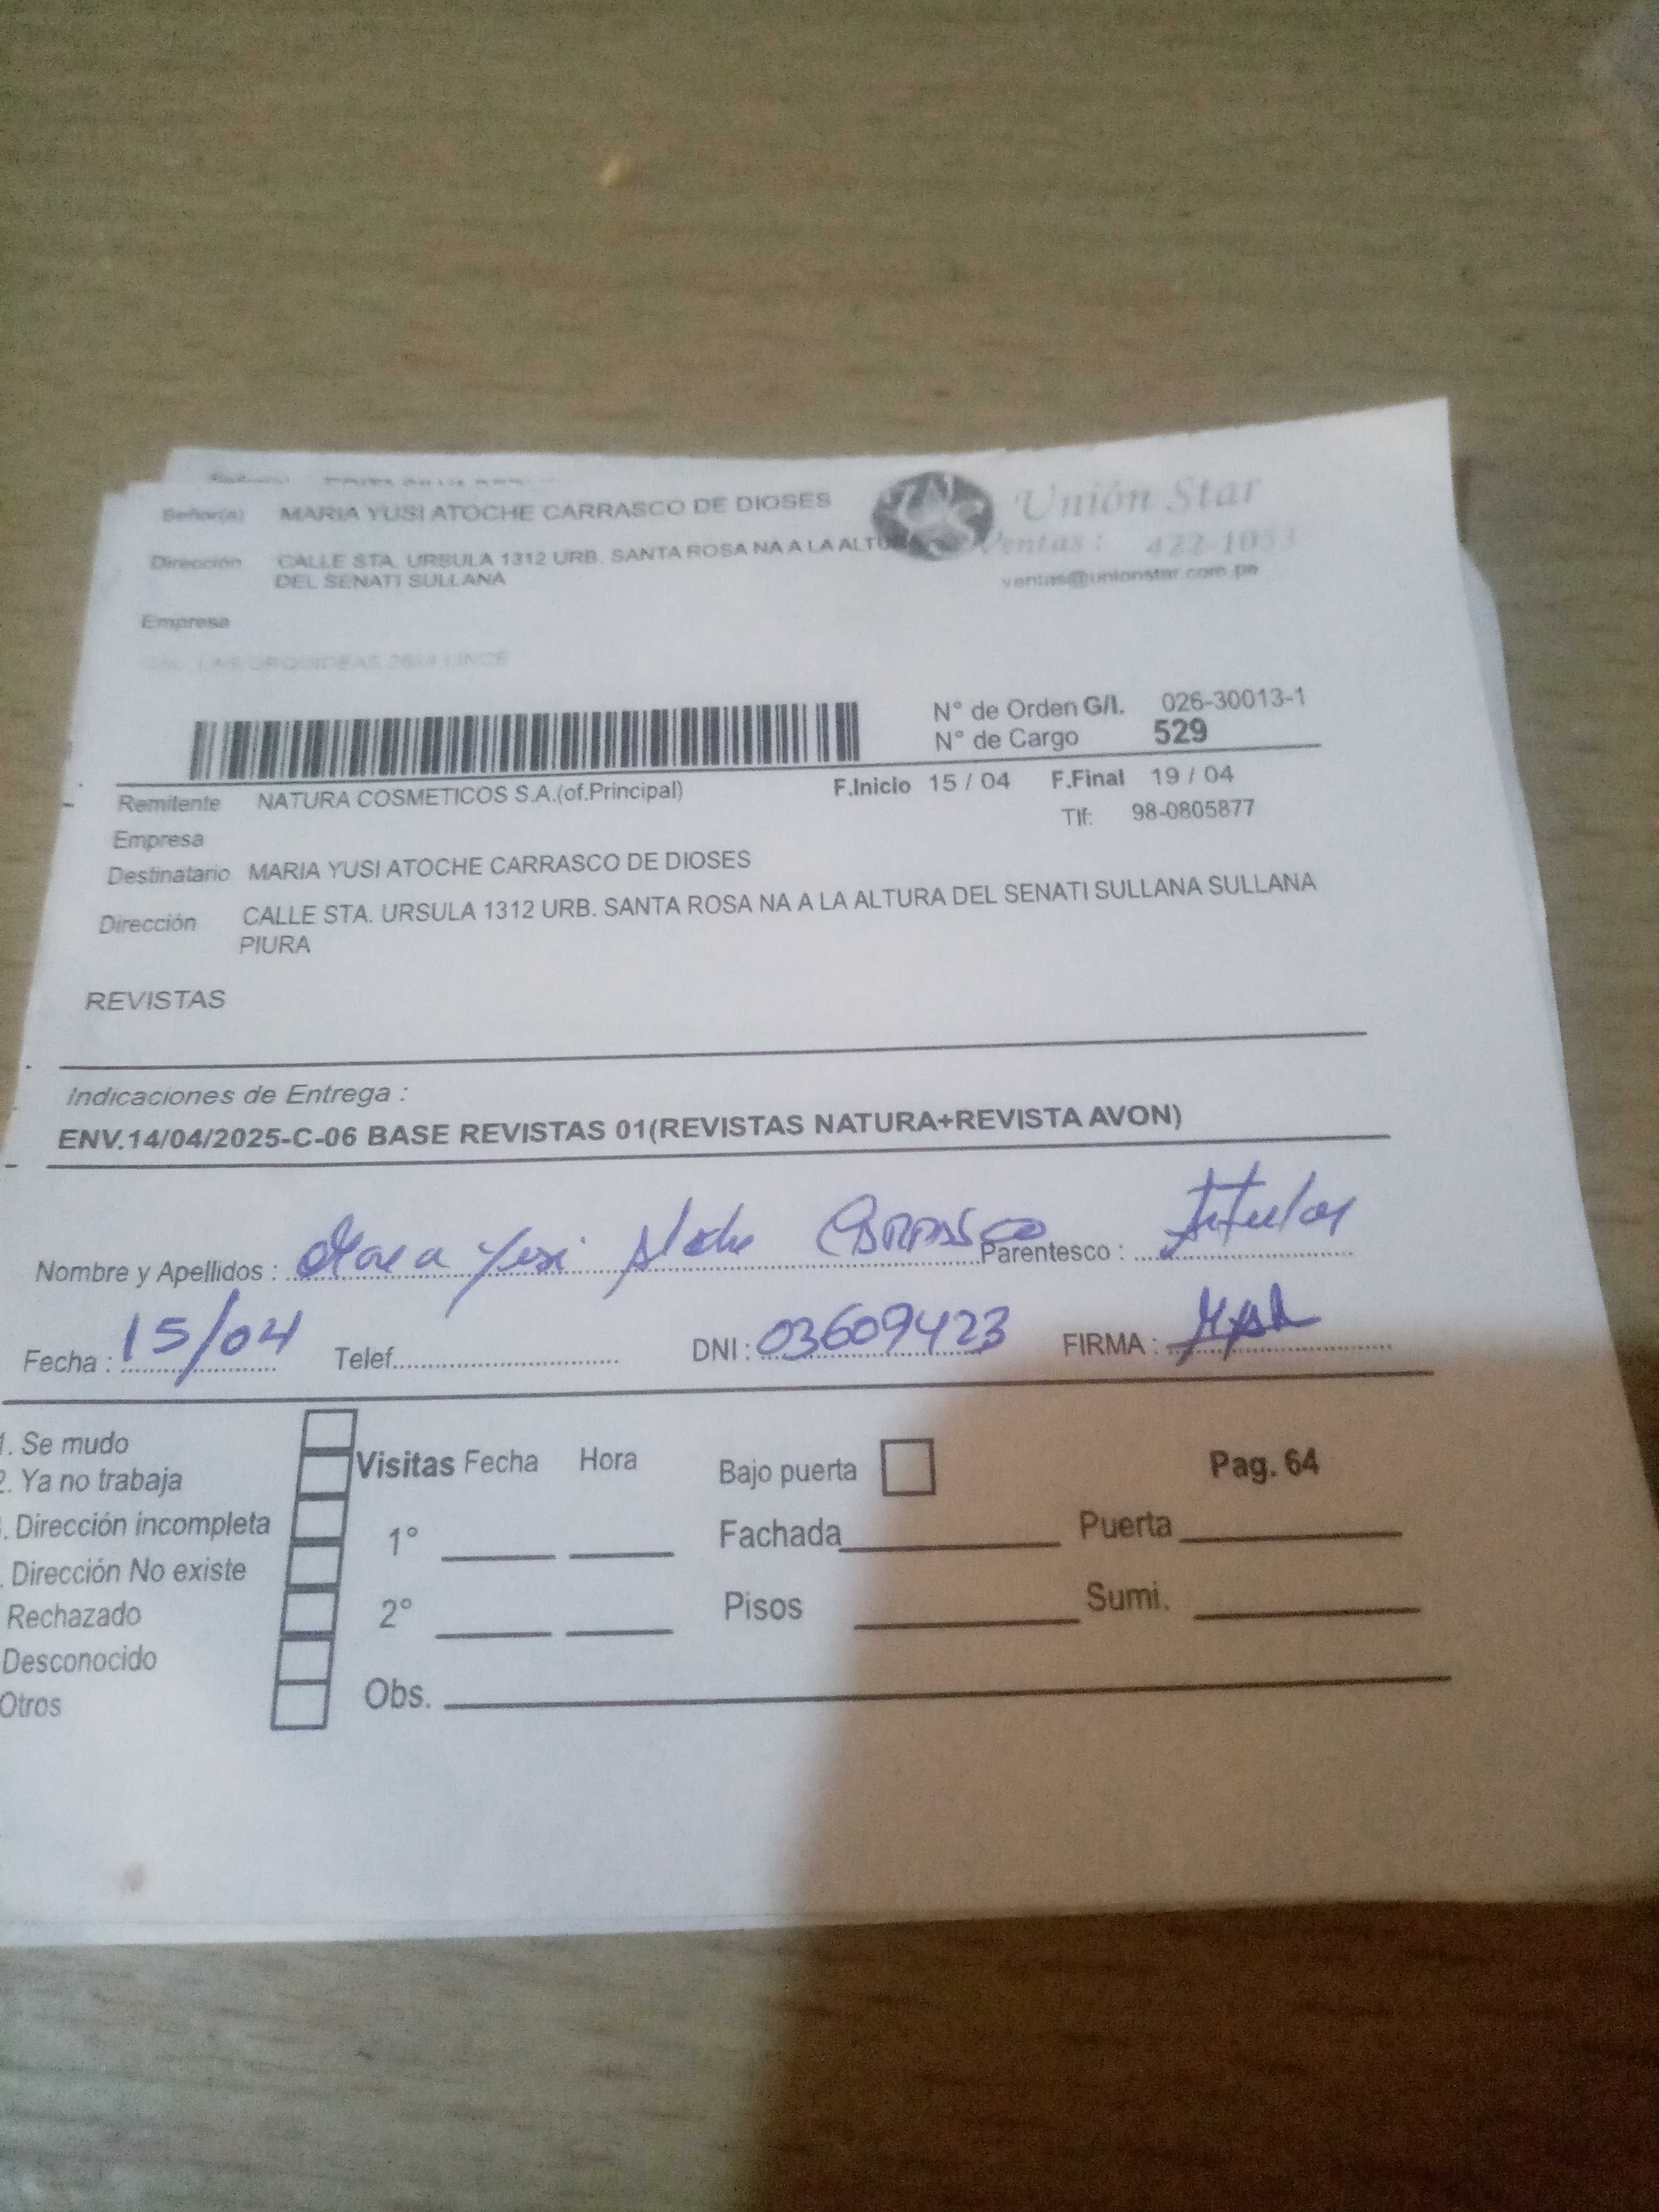 Señor(a) MARIA YUSI ATOCHE CARRASCO DE DIOSES
Unión Star
Dirección CALLE STA. URSULA 1312 URB. SANTA ROSA NA A LA ALTU
DEL SENATI SULLANA
Ventas : 422-1053
ventas@unionstar.com.pe
Empresa
LAS ORQUIDEAS LINCE
N° de Orden G/I. 026-30013-1
N° de Cargo 529
Remitente NATURA COSMETICOS S.A.(of.Principal) F.Inicio 15 / 04 F.Final 19 / 04
Empresa Tlf: 98-0805877
Destinatario MARIA YUSI ATOCHE CARRASCO DE DIOSES
Dirección CALLE STA. URSULA 1312 URB. SANTA ROSA NA A LA ALTURA DEL SENATI SULLANA SULLANA
PIURA
REVISTAS
Indicaciones de Entrega :
ENV.14/04/2025-C-06 BASE REVISTAS 01(REVISTAS NATURA+REVISTA AVON)
Nombre y Apellidos : Maria Yusi Atoche CARRASCO Parentesco : titular
Fecha : 15/04 Telef. DNI : 03609423 FIRMA :
1. Se mudo
2. Ya no trabaja
. Dirección incompleta
. Dirección No existe
Rechazado
Desconocido
Otros
Visitas Fecha Hora
1°
2°
Obs.
Bajo puerta Pag. 64
Fachada Puerta
Pisos Sumi.